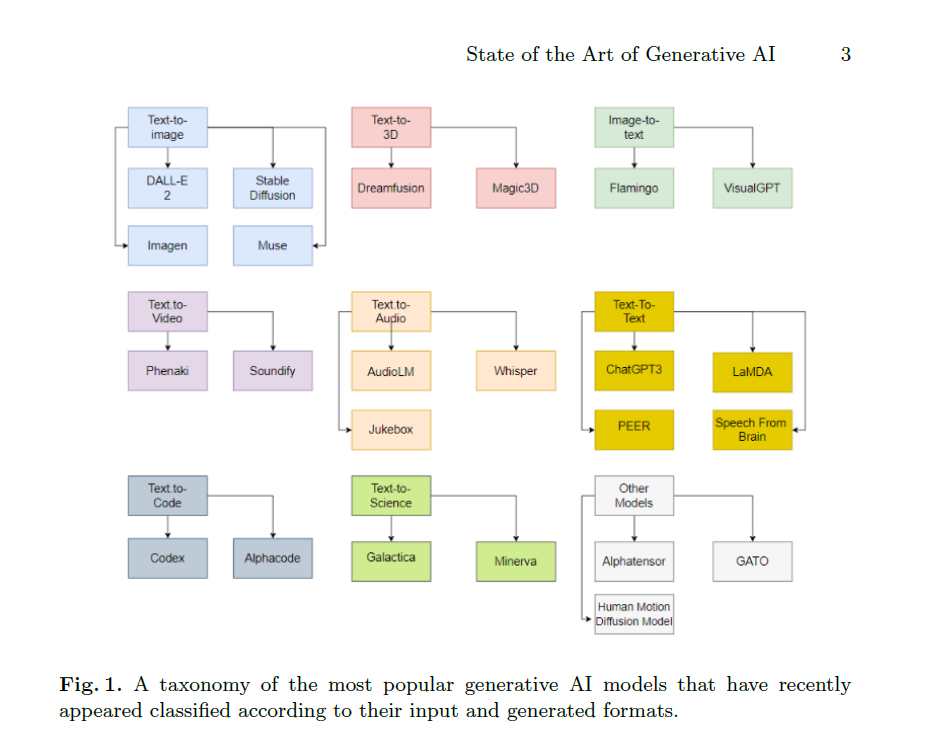 State of the Art of Generative AI 3
Text-to-
image
Text-to-
3D
Image-to-
text
DALL-E
2
Stable
Diffusion
Dreamfusion
Magic3D
Flamingo
VisualGPT
Imagen
Muse
Text.to-
Video
Text.to-
Audio
Text-To-
Text
Phenaki
Soundify
AudioLM
Whisper
ChatGPT3
LaMDA
Jukebox
PEER
Speech From
Brain
Text.to-
Code
Text-to-
Science
Other
Models
Codex
Alphacode
Galactica
Minerva
Alphatensor
GATO
Human Motion
Diffusion Model
Fig. 1. A taxonomy of the most popular generative AI models that have recently
appeared classified according to their input and generated formats.